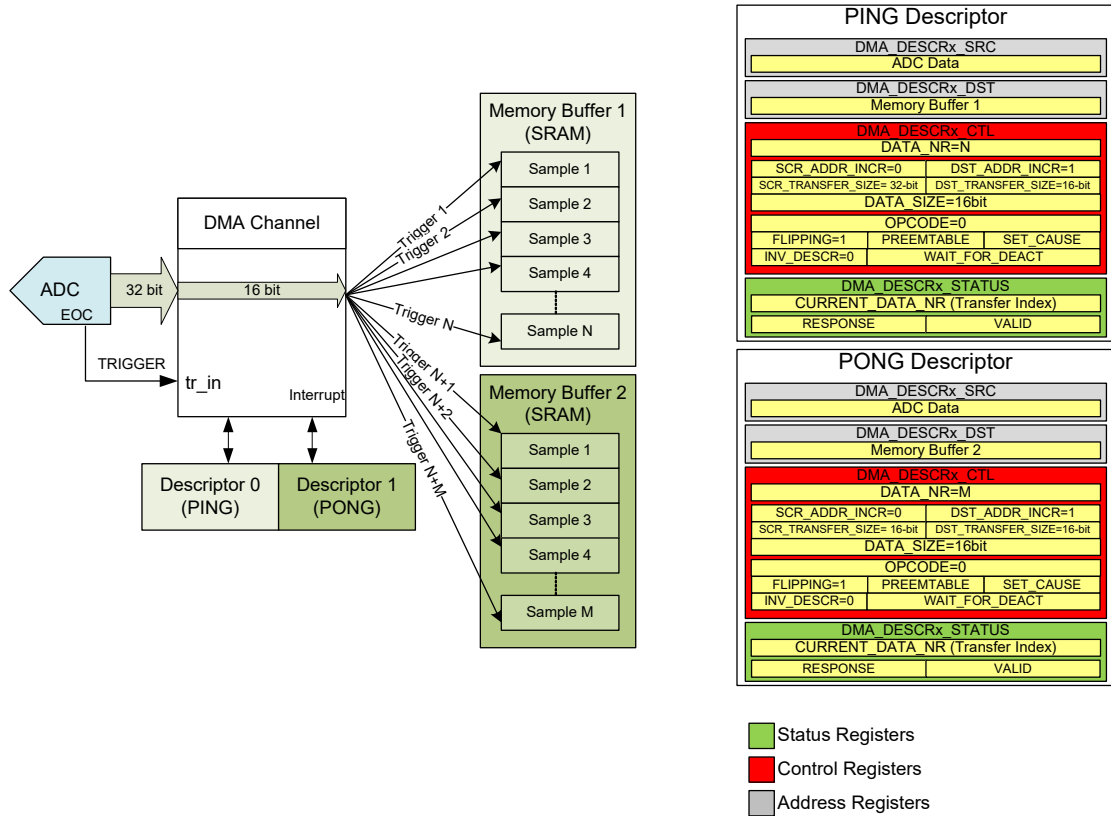 Memory Buffer 1
(SRAM)
Sample 1
Sample 2
Sample 3
Sample 4
Sample N
DMA Channel
ADC
EOC
32 bit
16 bit
TRIGGER
tr_in
Interrupt
Trigger 1
Trigger 2
Trigger N
Trigger N+1
Trigger N+2
Trigger N+M
Descriptor 0
(PING)
Descriptor 1
(PONG)
Memory Buffer 2
(SRAM)
Sample 1
Sample 2
Sample 3
Sample 4
Sample M
PING Descriptor
DMA_DESCRx_SRC
ADC Data
DMA_DESCRx_DST
Memory Buffer 1
DMA_DESCRx_CTL
DATA_NR=N
SCR_ADDR_INCR=0 DST_ADDR_INCR=1
SCR_TRANSFER_SIZE= 32-bit DST_TRANSFER_SIZE=16-bit
DATA_SIZE=16bit
OPCODE=0
FLIPPING=1 PREEMTABLE SET_CAUSE
INV_DESCR=0 WAIT_FOR_DEACT
DMA_DESCRx_STATUS
CURRENT_DATA_NR (Transfer Index)
RESPONSE VALID
PONG Descriptor
DMA_DESCRx_SRC
ADC Data
DMA_DESCRx_DST
Memory Buffer 2
DMA_DESCRx_CTL
DATA_NR=M
SCR_ADDR_INCR=0 DST_ADDR_INCR=1
SCR_TRANSFER_SIZE= 16-bit DST_TRANSFER_SIZE=16-bit
DATA_SIZE=16bit
OPCODE=0
FLIPPING=1 PREEMTABLE SET_CAUSE
INV_DESCR=0 WAIT_FOR_DEACT
DMA_DESCRx_STATUS
CURRENT_DATA_NR (Transfer Index)
RESPONSE VALID
Status Registers
Control Registers
Address Registers